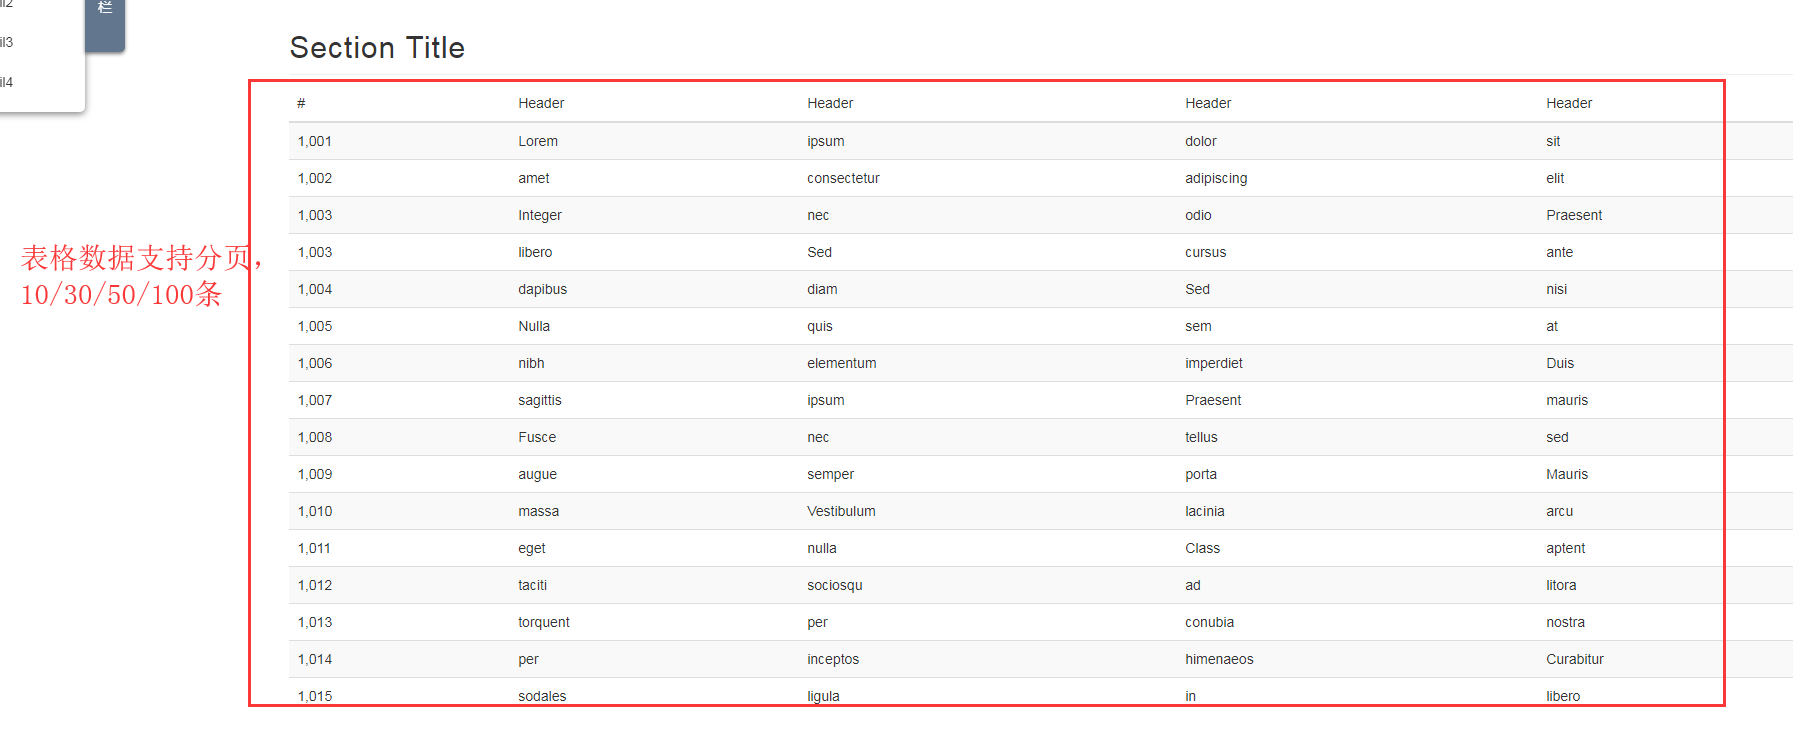 il2
栏
il3
il4
Section Title
# Header Header Header Header
1,001 Lorem ipsum dolor sit
1,002 amet consectetur adipiscing elit
1,003 Integer nec odio Praesent
1,003 libero Sed cursus ante
1,004 dapibus diam Sed nisi
1,005 Nulla quis sem at
1,006 nibh elementum imperdiet Duis
1,007 sagittis ipsum Praesent mauris
1,008 Fusce nec tellus sed
1,009 augue semper porta Mauris
1,010 massa Vestibulum lacinia arcu
1,011 eget nulla Class aptent
1,012 taciti sociosqu ad litora
1,013 torquent per conubia nostra
1,014 per inceptos himenaeos Curabitur
1,015 sodales ligula in libero
表格数据支持分页，
10/30/50/100条